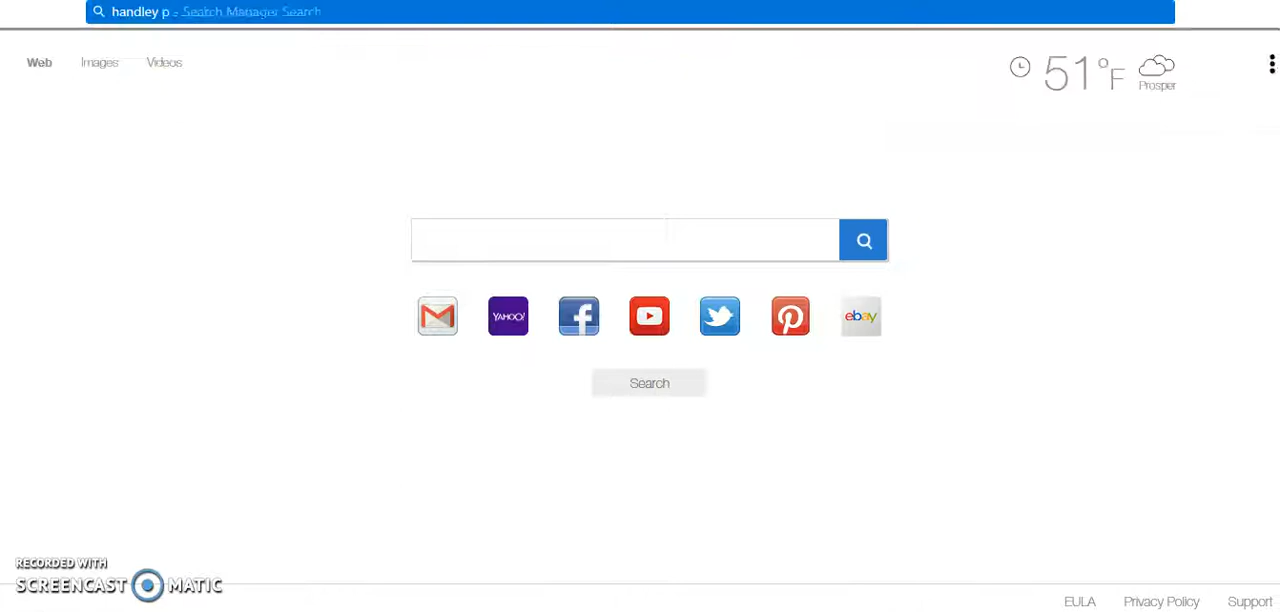 handley p - Search Manager Search
Web Images Videos
51°F
Prosper
YAHOO!
ebay
Search
RECORDED WITH
SCREENCAST MATIC
EULA Privacy Policy Support